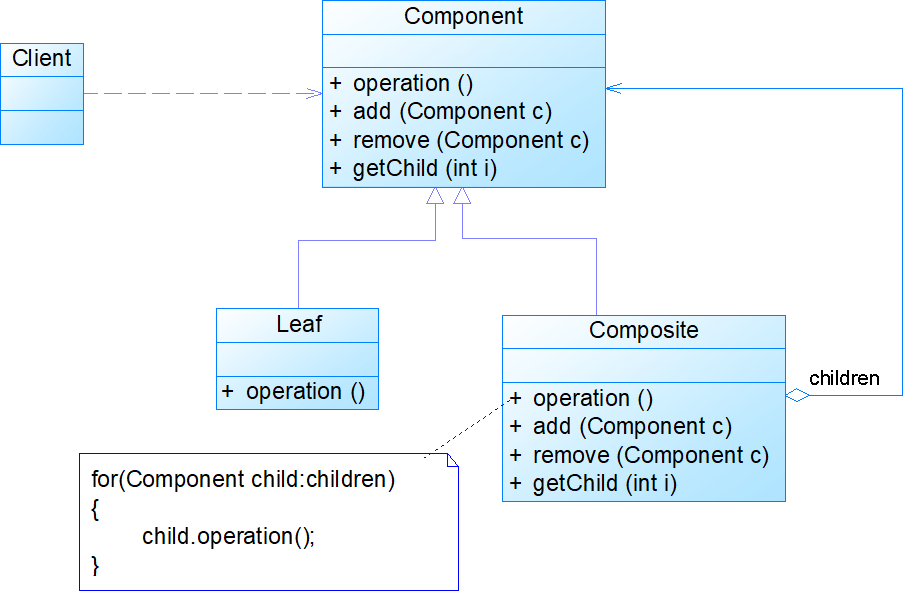 Component
Client
+ operation ()
+ add (Component c)
+ remove (Component c)
+ getChild (int i)
Leaf
+ operation ()
Composite
+ operation ()
+ add (Component c)
+ remove (Component c)
+ getChild (int i)
children
for(Component child:children)
{
child.operation();
}